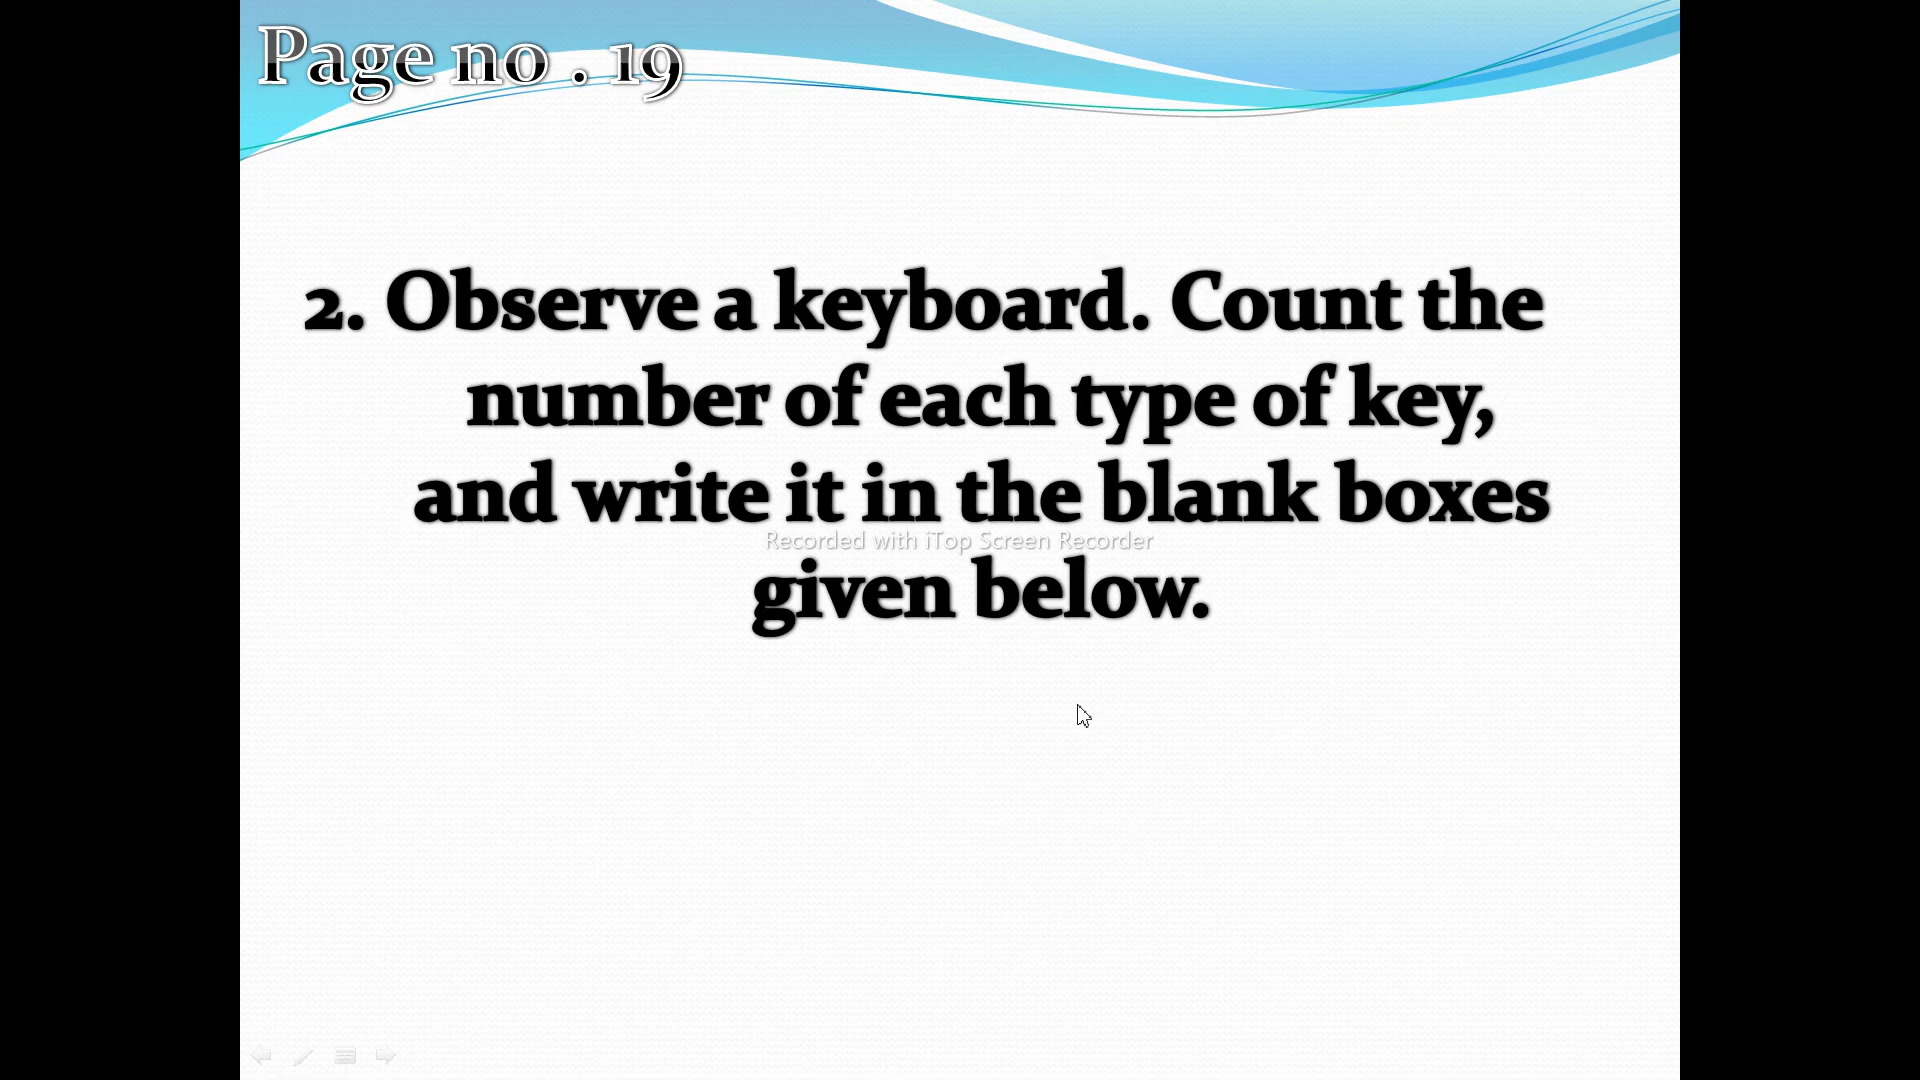 Page no . 19
2. Observe a keyboard. Count the
number of each type of key,
and write it in the blank boxes
Recorded with iTop Screen Recorder
given below.